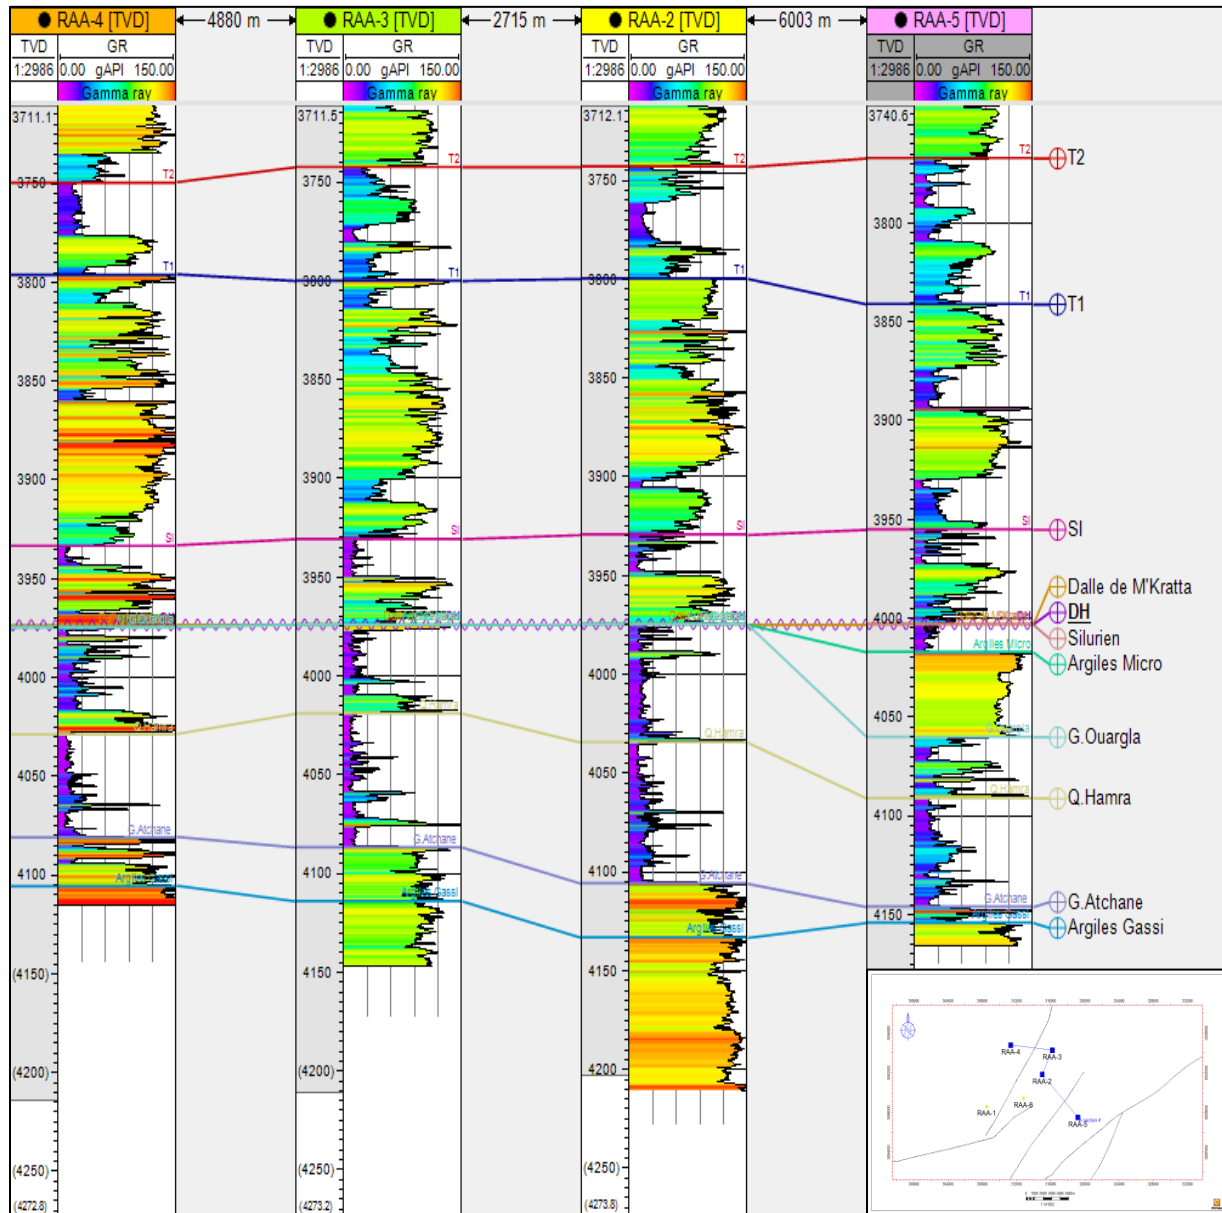 RAA-4 [TVD] 4880 m RAA-3 [TVD] 2715 m RAA-2 [TVD] 6003 m RAA-5 [TVD]
TVD GR TVD GR TVD GR TVD GR
1:2986 0.00 gAPI 150.00 1:2986 0.00 gAPI 150.00 1:2986 0.00 gAPI 150.00 1:2986 0.00 gAPI 150.00
Gamma ray Gamma ray Gamma ray Gamma ray
3711.1
3750
3800
3850
3900
3950
4000
4050
4100
(4150)
(4200)
(4250)
(4272.8)
T2
T1
SI
Q.Hamra
G.Atchane
3711.5
3750
3800
3850
3900
3950
4000
4050
4100
4150
(4200)
(4250)
(4273.2)
T2
T1
SI
Q.Hamra
G.Atchane
Argiles Gassi
3712.1
3750
3800
3850
3900
3950
4000
4050
4100
4150
4200
(4250)
(4273.8)
T2
T1
SI
Q.Hamra
G.Atchane
Argiles Gassi
3740.6
3800
3850
3900
3950
4000
4050
4100
4150
T2
T1
SI
Argiles Micro
G.Ouargla
Q.Hamra
G.Atchane
Argiles Gassi
T2
T1
SI
Dalle de M'Kratta
DH
Silurien
Argiles Micro
G.Ouargla
Q.Hamra
G.Atchane
Argiles Gassi
RAA-4
RAA-3
RAA-2
RAA-1
RAA-6
RAA-5